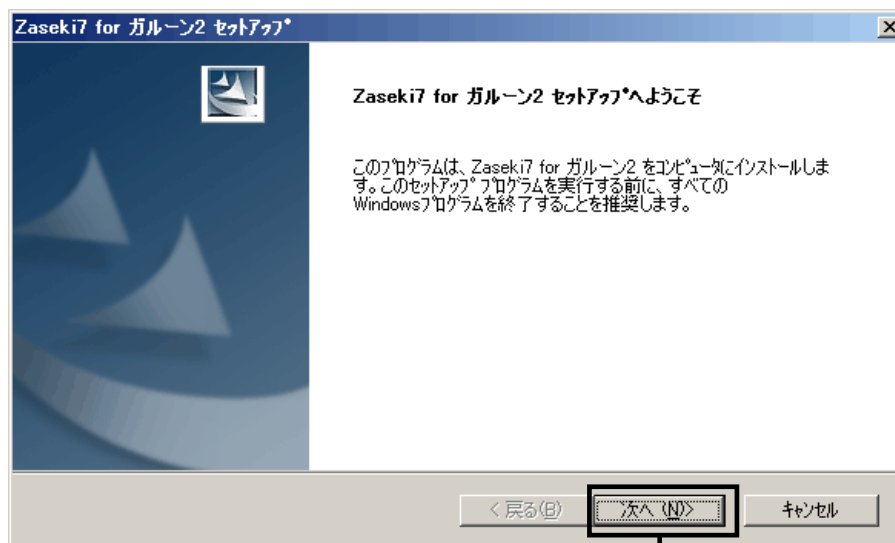 Zaseki7 for ガルーン2 ｾｯﾄｱｯﾌﾟ
Zaseki7 for ガルーン2 ｾｯﾄｱｯﾌﾟへようこそ
このﾌﾟﾛｸﾞﾗﾑは、Zaseki7 for ガルーン2 をｺﾝﾋﾟｭｰﾀにインストールしま
す。このｾｯﾄｱｯﾌﾟ ﾌﾟﾛｸﾞﾗﾑを実行する前に、すべての
Windowsﾌﾟﾛｸﾞﾗﾑを終了することを推奨します。
< 戻る(B)
次へ (N)>
ｷｬﾝｾﾙ